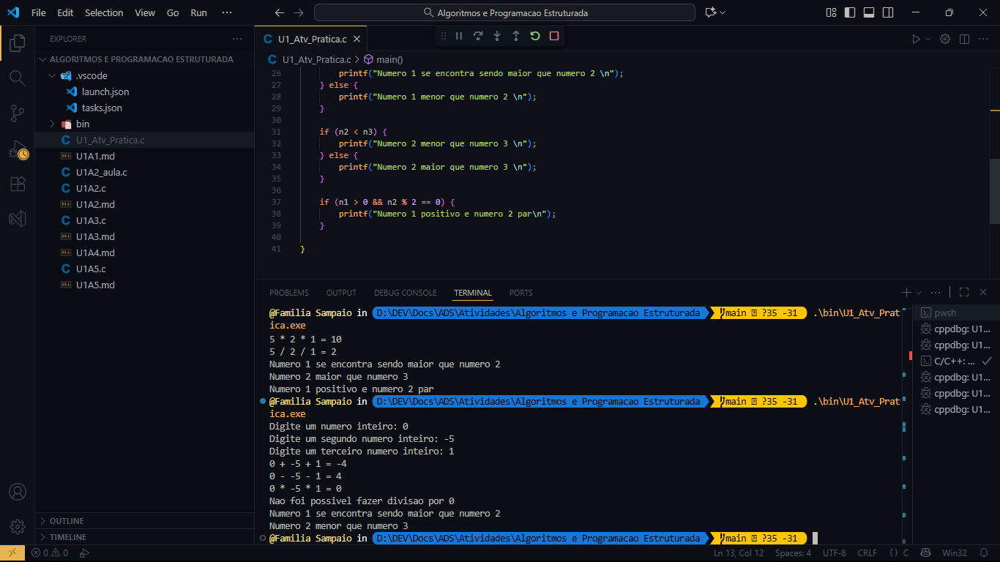 File Edit Selection View Go Run ···
Algoritmos e Programacao Estruturada
EXPLORER
ALGORITMOS E PROGRAMACAO ESTRUTURADA
.vscode
launch.json
tasks.json
bin
U1_Atv_Pratica.c
U1A1.md
U1A2_aula.c
U1A2.c
U1A2.md
U1A3.c
U1A3.md
U1A4.md
U1A5.c
U1A5.md
OUTLINE
TIMELINE
U1_Atv_Pratica.c
U1_Atv_Pratica.c > main()
26 printf("Numero 1 se encontra sendo maior que numero 2 \n");
27 } else {
28 printf("Numero 1 menor que numero 2 \n");
29 }
30
31 if (n2 < n3) {
32 printf("Numero 2 menor que numero 3 \n");
33 } else {
34 printf("Numero 2 maior que numero 3 \n");
35 }
36
37 if (n1 > 0 && n2 % 2 == 0) {
38 printf("Numero 1 positivo e numero 2 par\n");
39 }
40
41 }
PROBLEMS OUTPUT DEBUG CONSOLE TERMINAL PORTS
@Familia Sampaio in D:\DEV\Docs\ADS\Atividades\Algoritmos e Programacao Estruturada main ?35 -31 .\bin\U1_Atv_Prat
ica.exe
5 * 2 * 1 = 10
5 / 2 / 1 = 2
Numero 1 se encontra sendo maior que numero 2
Numero 2 maior que numero 3
Numero 1 positivo e numero 2 par
@Familia Sampaio in D:\DEV\Docs\ADS\Atividades\Algoritmos e Programacao Estruturada main ?35 -31 .\bin\U1_Atv_Prat
ica.exe
Digite um numero inteiro: 0
Digite um segundo numero inteiro: -5
Digite um terceiro numero inteiro: 1
0 + -5 + 1 = -4
0 - -5 - 1 = 4
0 * -5 * 1 = 0
Nao foi possivel fazer divisao por 0
Numero 1 se encontra sendo maior que numero 2
Numero 2 menor que numero 3
@Familia Sampaio in D:\DEV\Docs\ADS\Atividades\Algoritmos e Programacao Estruturada main ?35 -31
pwsh
cppdbg: U1...
cppdbg: U1...
C/C++: ...
cppdbg: U1...
cppdbg: U1...
cppdbg: U1...
0 0
Ln 13, Col 12 Spaces: 4 UTF-8 CRLF { } C Win32